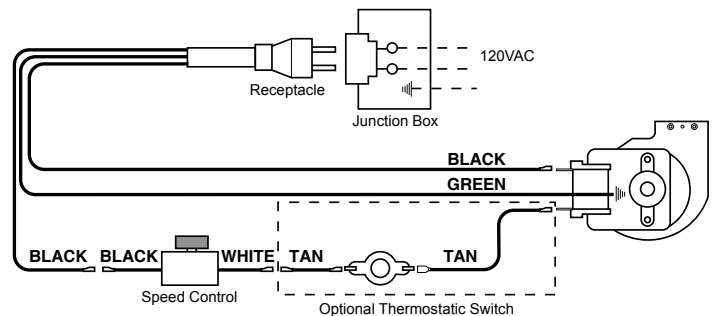 120VAC
Receptacle
Junction Box
BLACK
GREEN
BLACK BLACK WHITE TAN TAN
Speed Control
Optional Thermostatic Switch